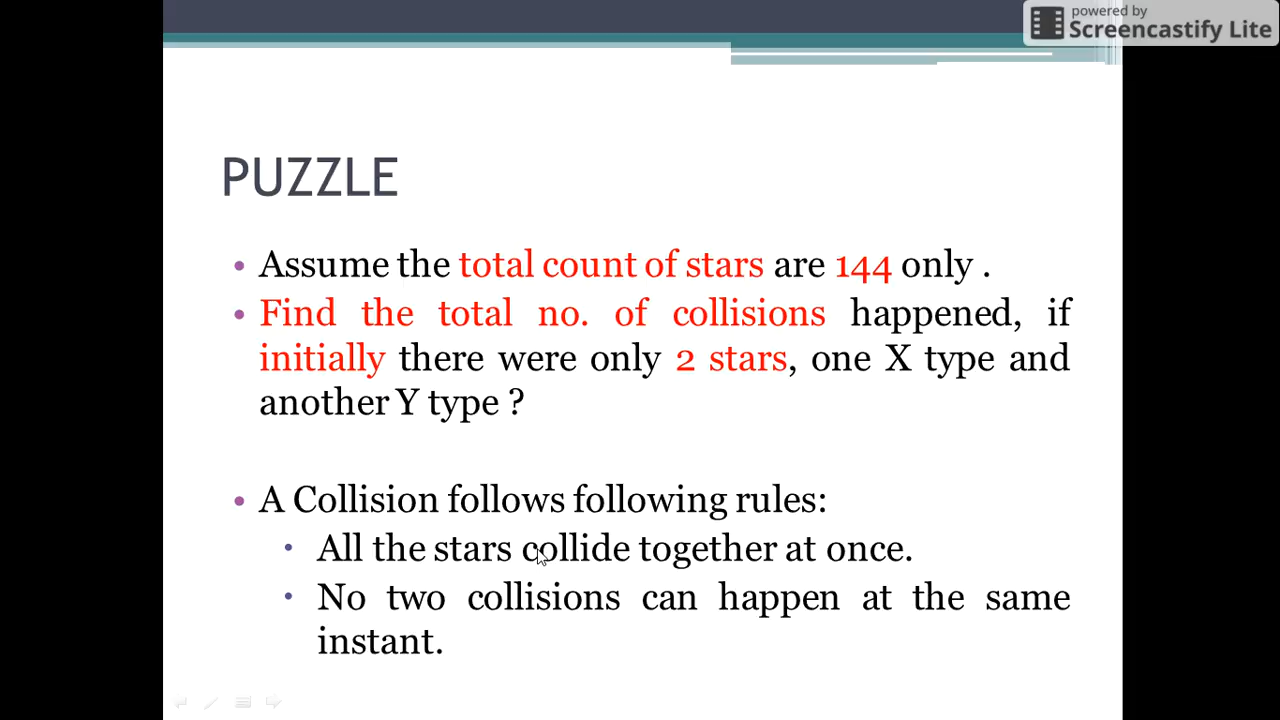 powered by
Screencastify Lite
PUZZLE
• Assume the total count of stars are 144 only .
• Find the total no. of collisions happened, if
initially there were only 2 stars, one X type and
another Y type ?
• A Collision follows following rules:
• All the stars collide together at once.
• No two collisions can happen at the same
instant.